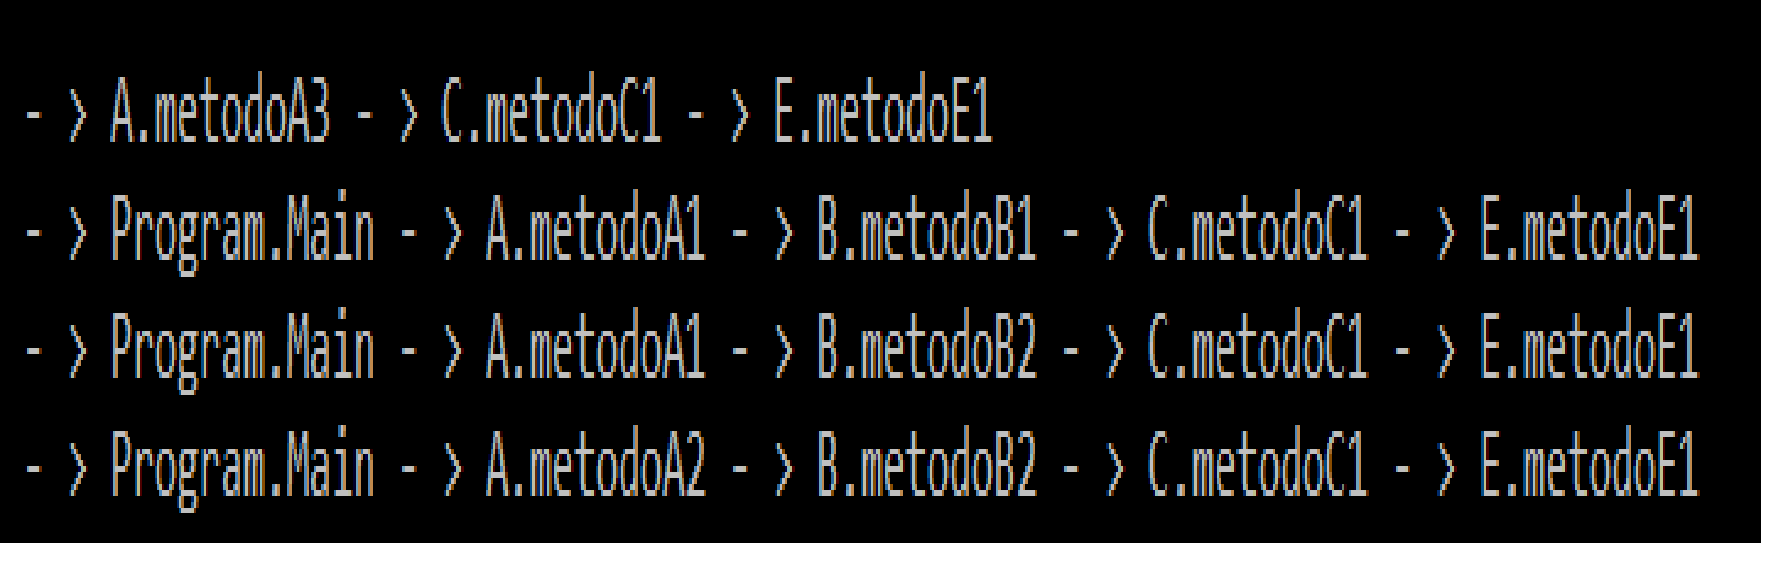 - > A.metodoA3 - > C.metodoC1 - > E.metodoE1
- > Program.Main - > A.metodoA1 - > B.metodoB1 - > C.metodoC1 - > E.metodoE1
- > Program.Main - > A.metodoA1 - > B.metodoB2 - > C.metodoC1 - > E.metodoE1
- > Program.Main - > A.metodoA2 - > B.metodoB2 - > C.metodoC1 - > E.metodoE1